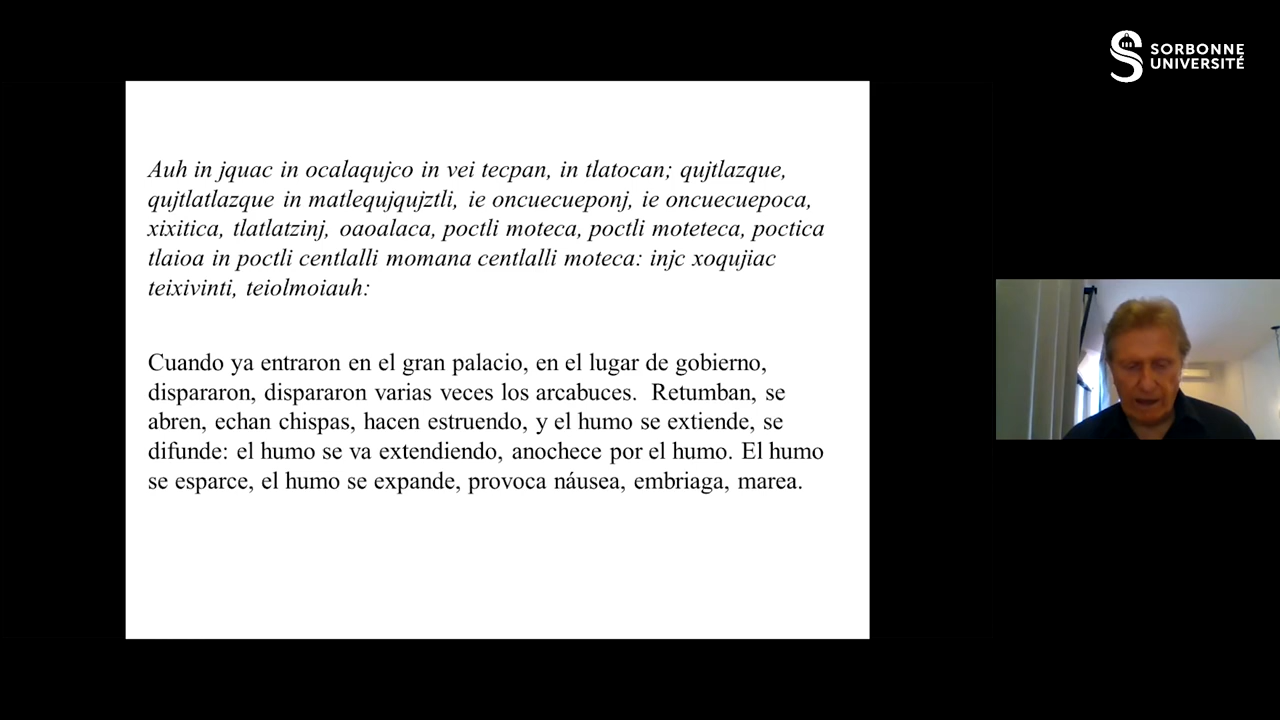 SORBONNE
UNIVERSITÉ
Auh in jquac in ocalaqujco in vei tecpan, in tlatocan; qujtlazque,
qujtlatlazque in matlequjqujztli, ie oncuecueponj, ie oncuecuepoca,
xixitica, tlatlatzinj, oaoalaca, poctli moteca, poctli moteteca, poctica
tlaioa in poctli centlalli momana centlalli moteca: injc xoqujiac
teixivinti, teiolmoiauh:
Cuando ya entraron en el gran palacio, en el lugar de gobierno,
dispararon, dispararon varias veces los arcabuces.  Retumban, se
abren, echan chispas, hacen estruendo, y el humo se extiende, se
difunde: el humo se va extendiendo, anochece por el humo. El humo
se esparce, el humo se expande, provoca náusea, embriaga, marea.